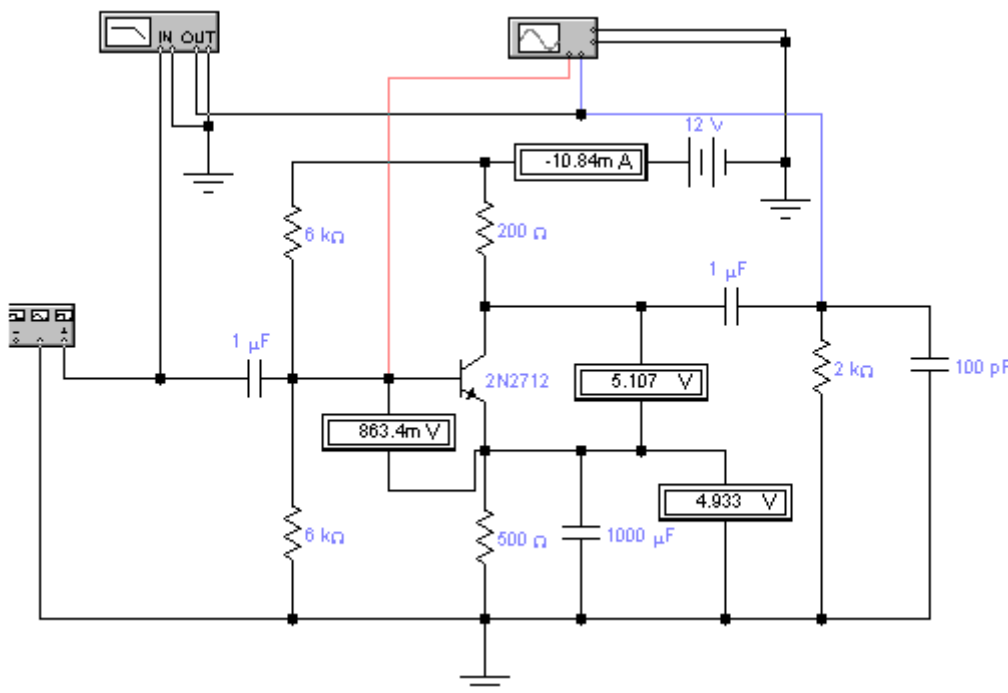 IN OUT
12 V
-10.84m A
6 kΩ
200 Ω
1 µF
1 µF
2N2712
5.107 V
2 kΩ
100 pF
863.4m V
4.933 V
6 kΩ
500 Ω
1000 µF